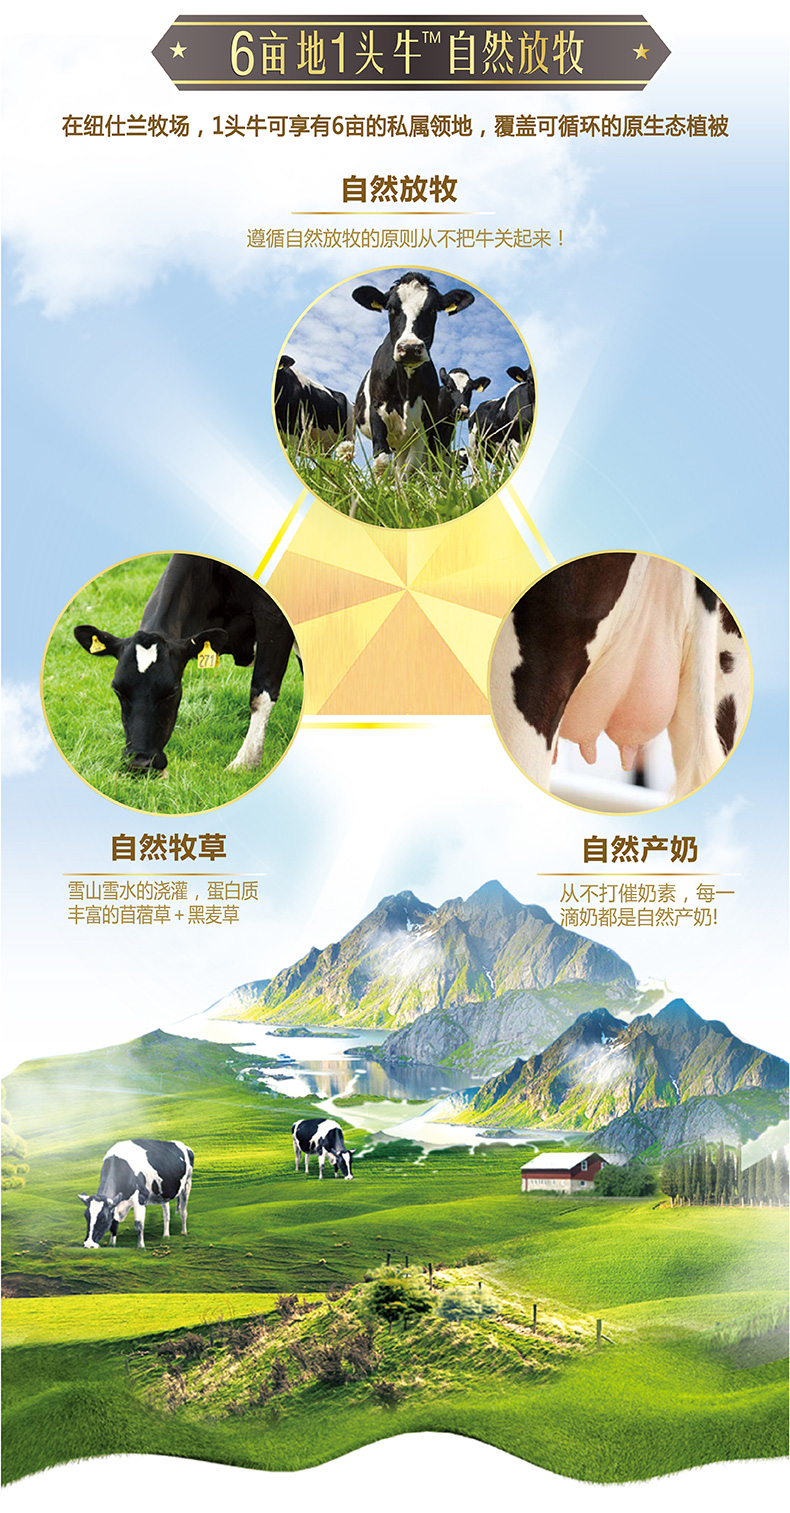 6亩地1头牛™自然放牧
在纽仕兰牧场，1头牛可享有6亩的私属领地，覆盖可循环的原生态植被
自然放牧
遵循自然放牧的原则从不把牛关起来！
271
自然牧草
雪山雪水的浇灌，蛋白质
丰富的苜蓿草+黑麦草
自然产奶
从不打催奶素，每一
滴奶都是自然产奶!